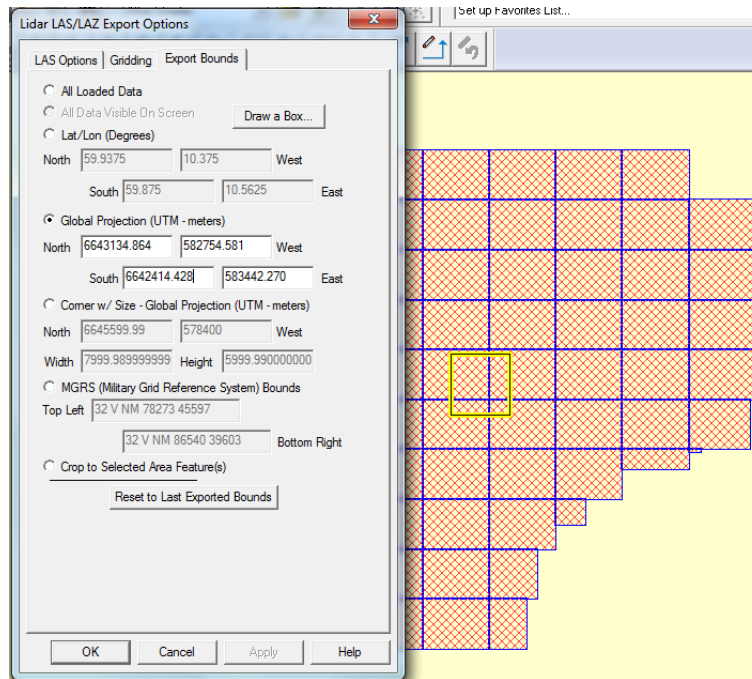 Lidar LAS/LAZ Export Options
Set up Favorites List...
LAS Options Gridding Export Bounds
All Loaded Data
All Data Visible On Screen Draw a Box...
Lat/Lon (Degrees)
North 59.9375 10.375 West
South 59.875 10.5625 East
Global Projection (UTM - meters)
North 6643134.864 582754.581 West
South 6642414.428 583442.270 East
Corner w/ Size - Global Projection (UTM - meters)
North 6645599.99 578400 West
Width 7999.989999999 Height 5999.990000000
MGRS (Military Grid Reference System) Bounds
Top Left 32 V NM 78273 45597
32 V NM 86540 39603 Bottom Right
Crop to Selected Area Feature(s)
Reset to Last Exported Bounds
OK Cancel Apply Help